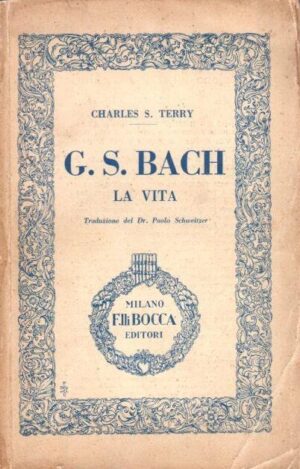 CHARLES S. TERRY
G. S. BACH
LA VITA
Traduzione del Dr. Paolo Schweitzer
MILANO
F.lli BOCCA
EDITORI